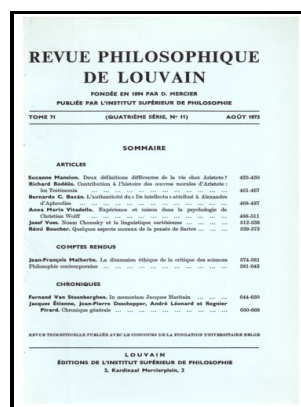 REVUE PHILOSOPHIQUE
DE LOUVAIN
FONDÉE EN 1894 PAR D. MERCIER
PUBLIÉE PAR L'INSTITUT SUPÉRIEUR DE PHILOSOPHIE
TOME 71 (QUATRIÈME SÉRIE, N° 11) AOÛT 1973
SOMMAIRE
ARTICLES
Suzanne Mansion. Deux définitions différentes de la vie chez Aristote ? 425-450
Richard Bodéüs. Contribution à l'histoire des œuvres morales d'Aristote :
les Testimonia 451-467
Bernardo C. Bazán. L'authenticité du « De intellectu » attribué à Alexandre
d'Aphrodise 468-487
Anna Maria Vitadello. Expérience et raison dans la psychologie de
Christian Wolff 488-511
Josef Voss. Noam Chomsky et la linguistique cartésienne 512-538
Rémi Boucher. Quelques aspects moraux de la pensée de Sartre 539-573
COMPTES RENDUS
Jean-François Malherbe. La dimension éthique de la critique des sciences 574-581
Philosophie contemporaine 581-643
CHRONIQUES
Fernand Van Steenberghen. In memoriam Jacques Maritain 644-650
Jacques Étienne, Jean-Pierre Deschepper, André Léonard et Regnier
Pirard. Chronique générale 650-668
REVUE TRIMESTRIELLE PUBLIÉE AVEC LE CONCOURS DE LA FONDATION UNIVERSITAIRE BELGE
LOUVAIN
ÉDITIONS DE L'INSTITUT SUPÉRIEUR DE PHILOSOPHIE
2, Kardinaal Mercierplein, 2